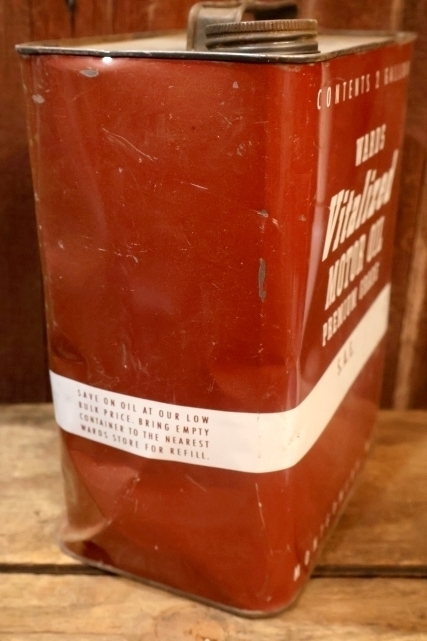 CONTENTS 2 GALLONS
WARDS
Vitalized
MOTOR OIL
PREMIUM GRADE
S.A.E.
SAVE ON OIL AT OUR LOW
BULK PRICE. BRING EMPTY
CONTAINER TO THE NEAREST
WARDS STORE FOR REFILL.